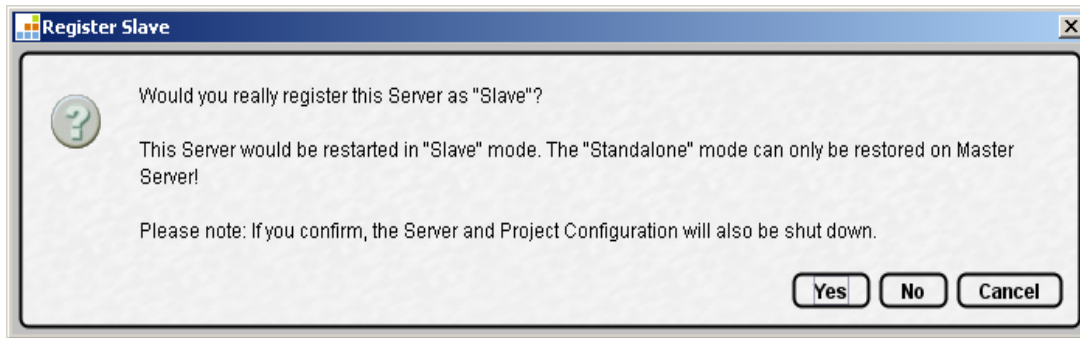 Register Slave
Would you really register this Server as "Slave"?
This Server would be restarted in "Slave" mode. The "Standalone" mode can only be restored on Master
Server!
Please note: If you confirm, the Server and Project Configuration will also be shut down.
Yes No Cancel